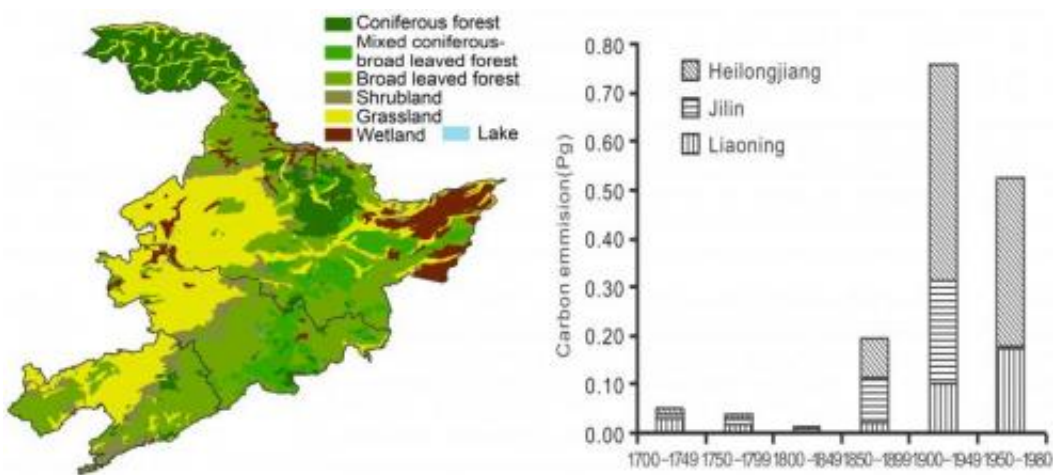 Coniferous forest
Mixed coniferous-
broad leaved forest
Broad leaved forest
Shrubland
Grassland
Wetland
Lake
Carbon emmision(Pg)
0.80
0.70
0.60
0.50
0.40
0.30
0.20
0.10
0.00
Heilongjiang
Jilin
Liaoning
1700-1749 1750-1799 1800-1849 1850-1899 1900-1949 1950-1980